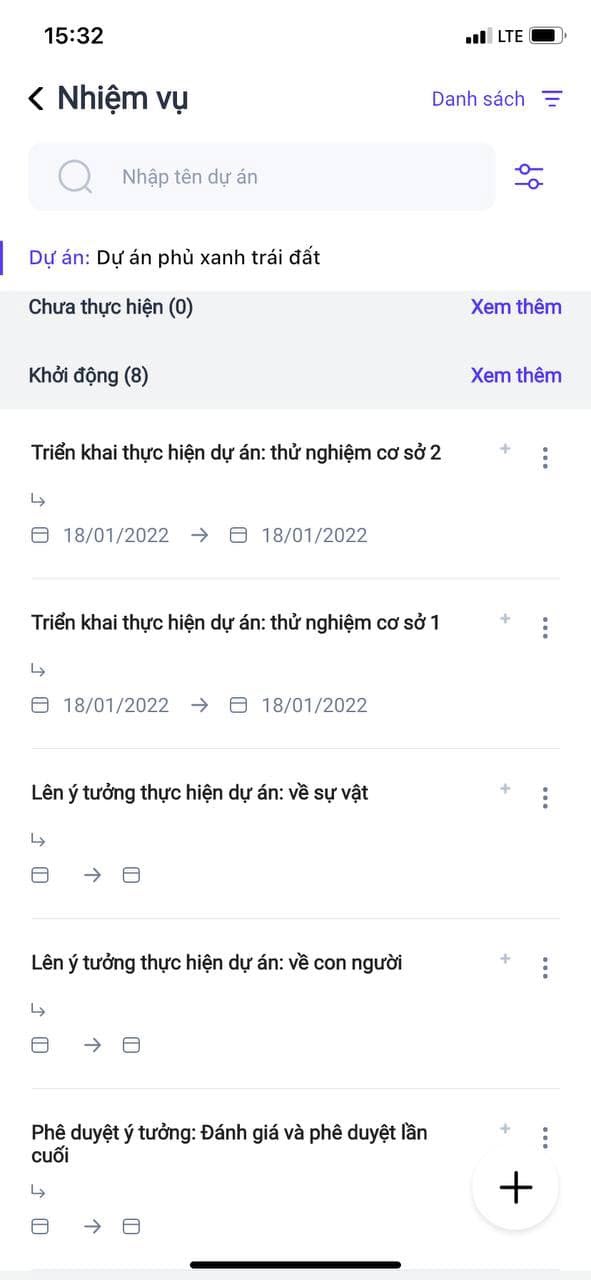 15:32
LTE
Nhiệm vụ
Danh sách
Nhập tên dự án
Dự án: Dự án phủ xanh trái đất
Chưa thực hiện (0)
Xem thêm
Khởi động (8)
Xem thêm
Triển khai thực hiện dự án: thử nghiệm cơ sở 2
18/01/2022 → 18/01/2022
Triển khai thực hiện dự án: thử nghiệm cơ sở 1
18/01/2022 → 18/01/2022
Lên ý tưởng thực hiện dự án: về sự vật
Lên ý tưởng thực hiện dự án: về con người
Phê duyệt ý tưởng: Đánh giá và phê duyệt lần
cuối